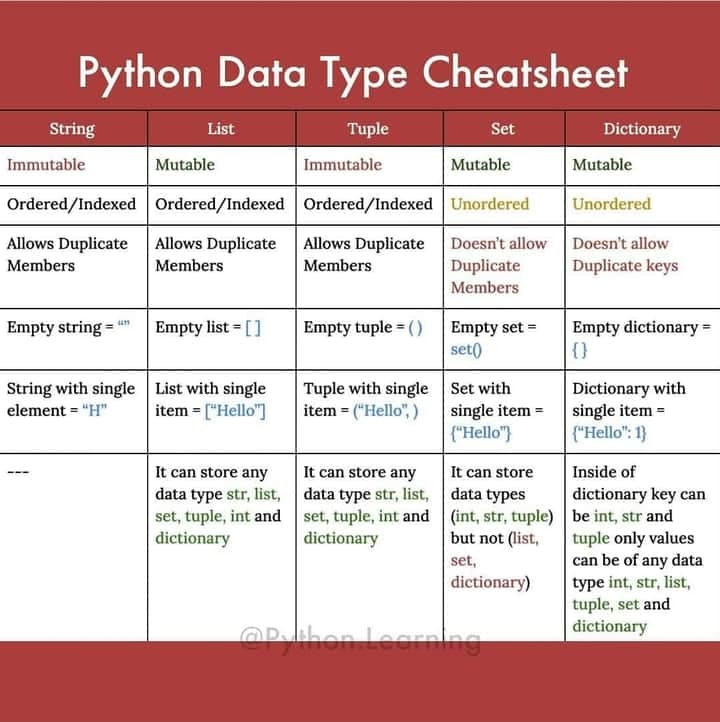 Python Data Type Cheatsheet
String
List
Tuple
Set
Dictionary
Immutable
Mutable
Immutable
Mutable
Mutable
Ordered/Indexed
Ordered/Indexed
Ordered/Indexed
Unordered
Unordered
Allows Duplicate
Members
Allows Duplicate
Members
Allows Duplicate
Members
Doesn't allow
Duplicate
Members
Doesn't allow
Duplicate keys
Empty string = “”
Empty list = [ ]
Empty tuple = ( )
Empty set =
set()
Empty dictionary =
{ }
String with single
element = “H”
List with single
item = [“Hello”]
Tuple with single
item = (“Hello”, )
Set with
single item =
{“Hello”}
Dictionary with
single item =
{“Hello”: 1}
---
It can store any
data type str, list,
set, tuple, int and
dictionary
It can store any
data type str, list,
set, tuple, int and
dictionary
It can store
data types
(int, str, tuple)
but not (list,
set,
dictionary)
Inside of
dictionary key can
be int, str and
tuple only values
can be of any data
type int, str, list,
tuple, set and
dictionary
@Python.Learning